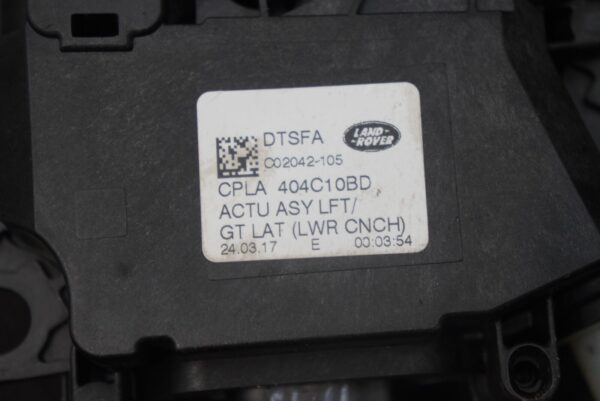 DTSFA
LAND-
ROVER
C02042-105
CPLA 404C10BD
ACTU ASY LFT/
GT LAT (LWR CNCH)
24.03.17 E 00:03:54